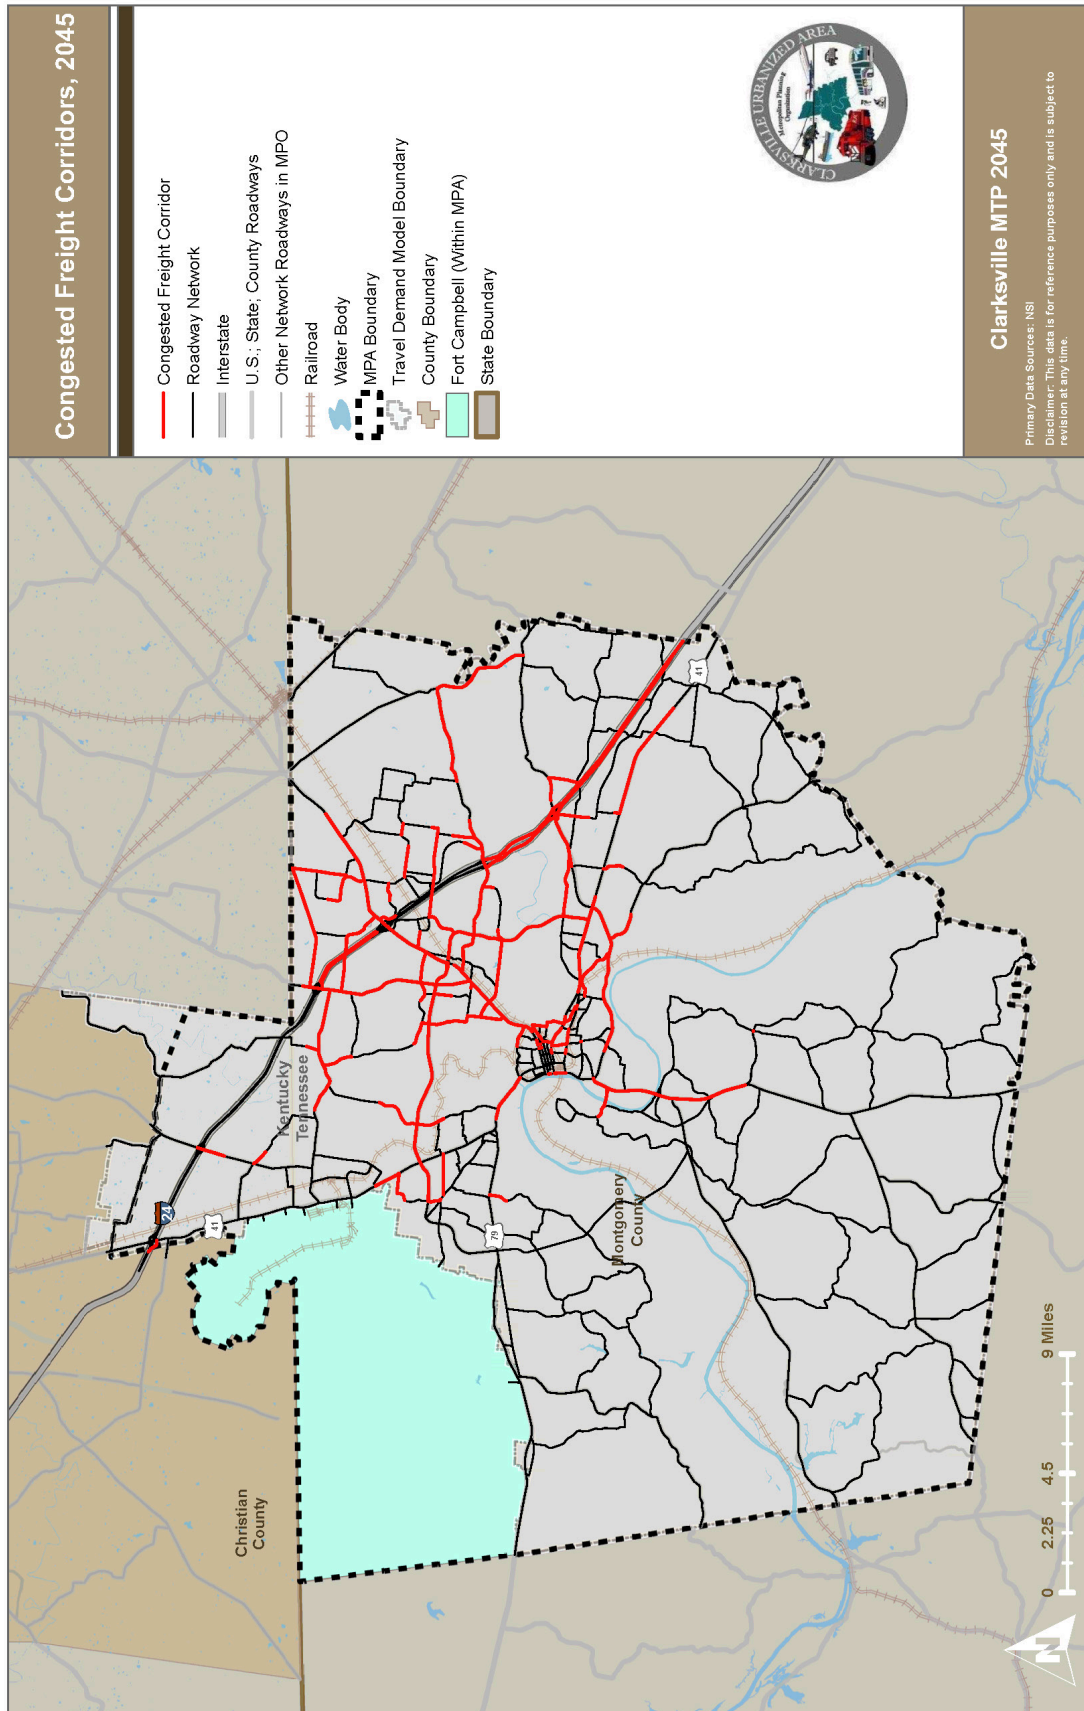 Congested Freight Corridors, 2045
Congested Freight Corridor
Roadway Network
Interstate
U.S.; State; County Roadways
Other Network Roadways in MPO
Railroad
Water Body
MPA Boundary
Travel Demand Model Boundary
County Boundary
Fort Campbell (Within MPA)
State Boundary
CLARKSVILLE URBANIZED AREA
Metropolitan Planning
Organization
CLARKSVILLE
Clarksville MTP 2045
Primary Data Sources: NSI
Disclaimer: This data is for reference purposes only and is subject to
revision at any time.
Christian
County
Kentucky
Tennessee
Montgomery
County
24
41
79
41
0 2.25 4.5 9 Miles
N